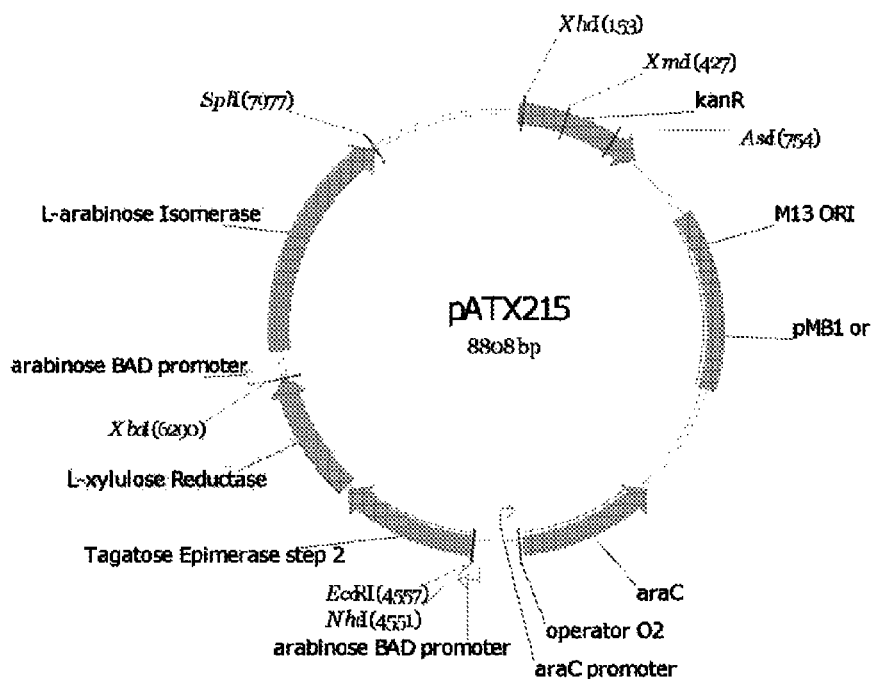 XhoI (153)
XmaI (427)
kanR
SphI (7977)
AscI (754)
L-arabinose Isomerase
M13 ORI
pATX215
8808 bp
pMB1 or
arabinose BAD promoter
XbaI (6290)
L-xylulose Reductase
Tagatose Epimerase step 2
EcoRI (4557)
NheI (4551)
araC
operator O2
arabinose BAD promoter
araC promoter